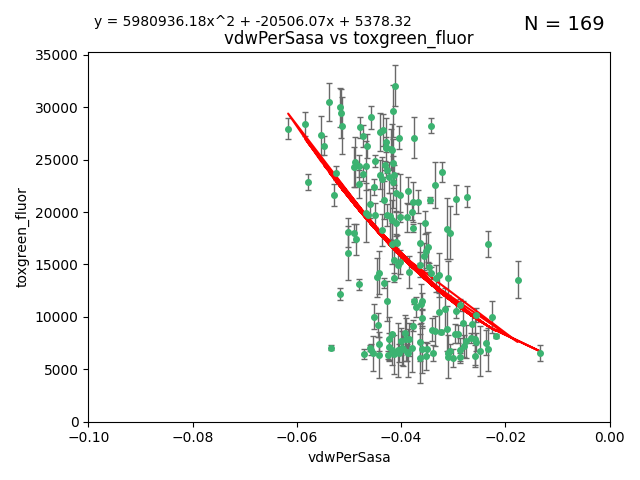 y = 5980936.18x^2 + -20506.07x + 5378.32
N = 169
vdwPerSasa vs toxgreen_fluor
35000
30000
25000
20000
15000
10000
5000
0
toxgreen_fluor
−0.10
−0.08
−0.06
−0.04
−0.02
0.00
vdwPerSasa